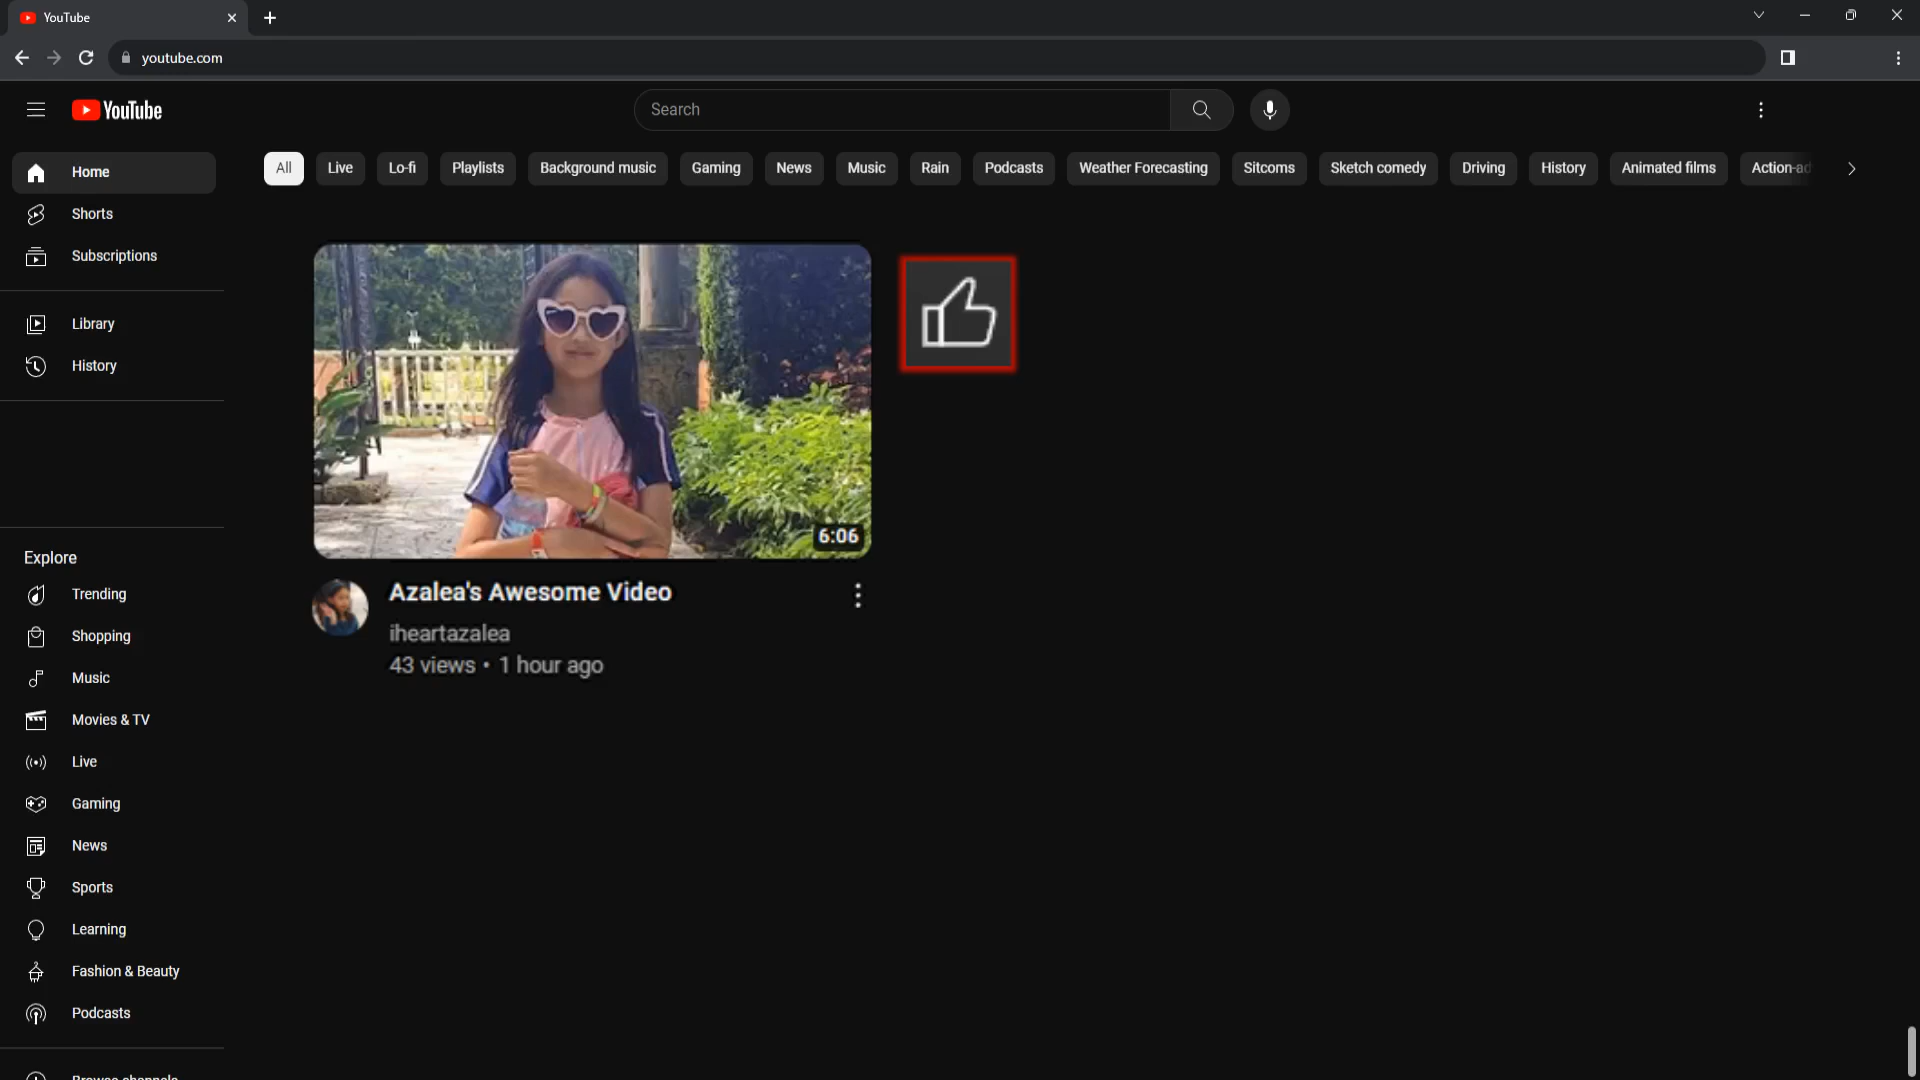 YouTube
youtube.com
YouTube
Search
All
Live
Lo-fi
Playlists
Background music
Gaming
News
Music
Rain
Podcasts
Weather Forecasting
Sitcoms
Sketch comedy
Driving
History
Animated films
Home
Shorts
Subscriptions
Library
History
Explore
Trending
Shopping
Music
Movies & TV
Live
Gaming
News
Sports
Learning
Fashion & Beauty
Podcasts
6:06
Azalea's Awesome Video
iheartazalea
43 views • 1 hour ago